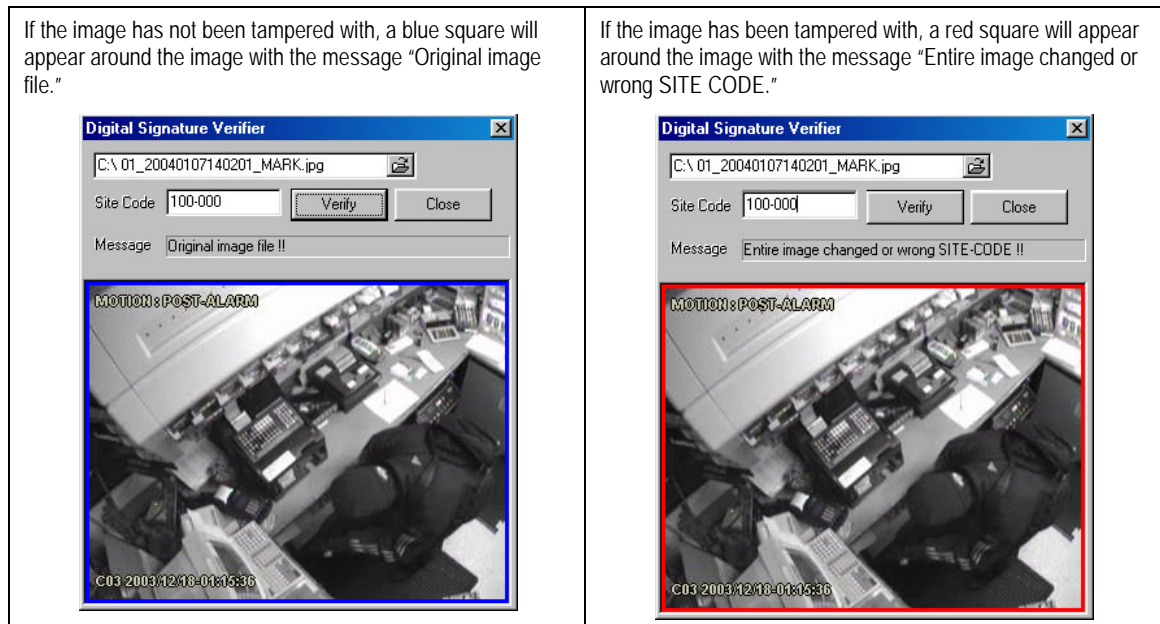 If the image has not been tampered with, a blue square will
appear around the image with the message “Original image
file.”
Digital Signature Verifier
C:\ 01_20040107140201_MARK.jpg
Site Code 100-000 Verify Close
Message Original image file !!
MOTION : POST-ALARM
C03 2003/12/18-01:15:36
If the image has been tampered with, a red square will appear
around the image with the message “Entire image changed or
wrong SITE CODE.”
Digital Signature Verifier
C:\ 01_20040107140201_MARK.jpg
Site Code 100-000 Verify Close
Message Entire image changed or wrong SITE-CODE !!
MOTION : POST-ALARM
C03 2003/12/18-01:15:36